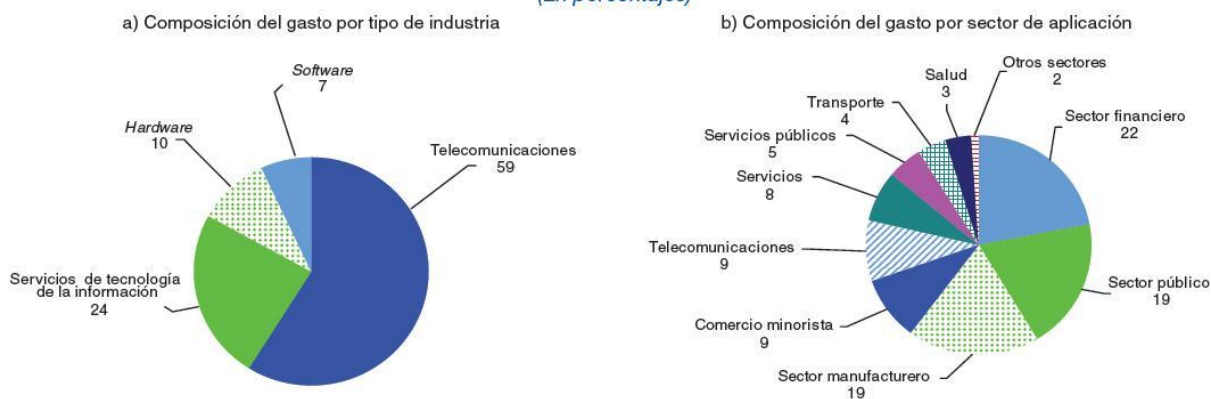 (En porcentajes)
a) Composición del gasto por tipo de industria
Software
7
Hardware
10
Telecomunicaciones
59
Servicios de tecnología
de la información
24
b) Composición del gasto por sector de aplicación
Otros sectores
2
Salud
3
Transporte
4
Sector financiero
22
Servicios públicos
5
Servicios
8
Telecomunicaciones
9
Sector público
19
Comercio minorista
9
Sector manufacturero
19